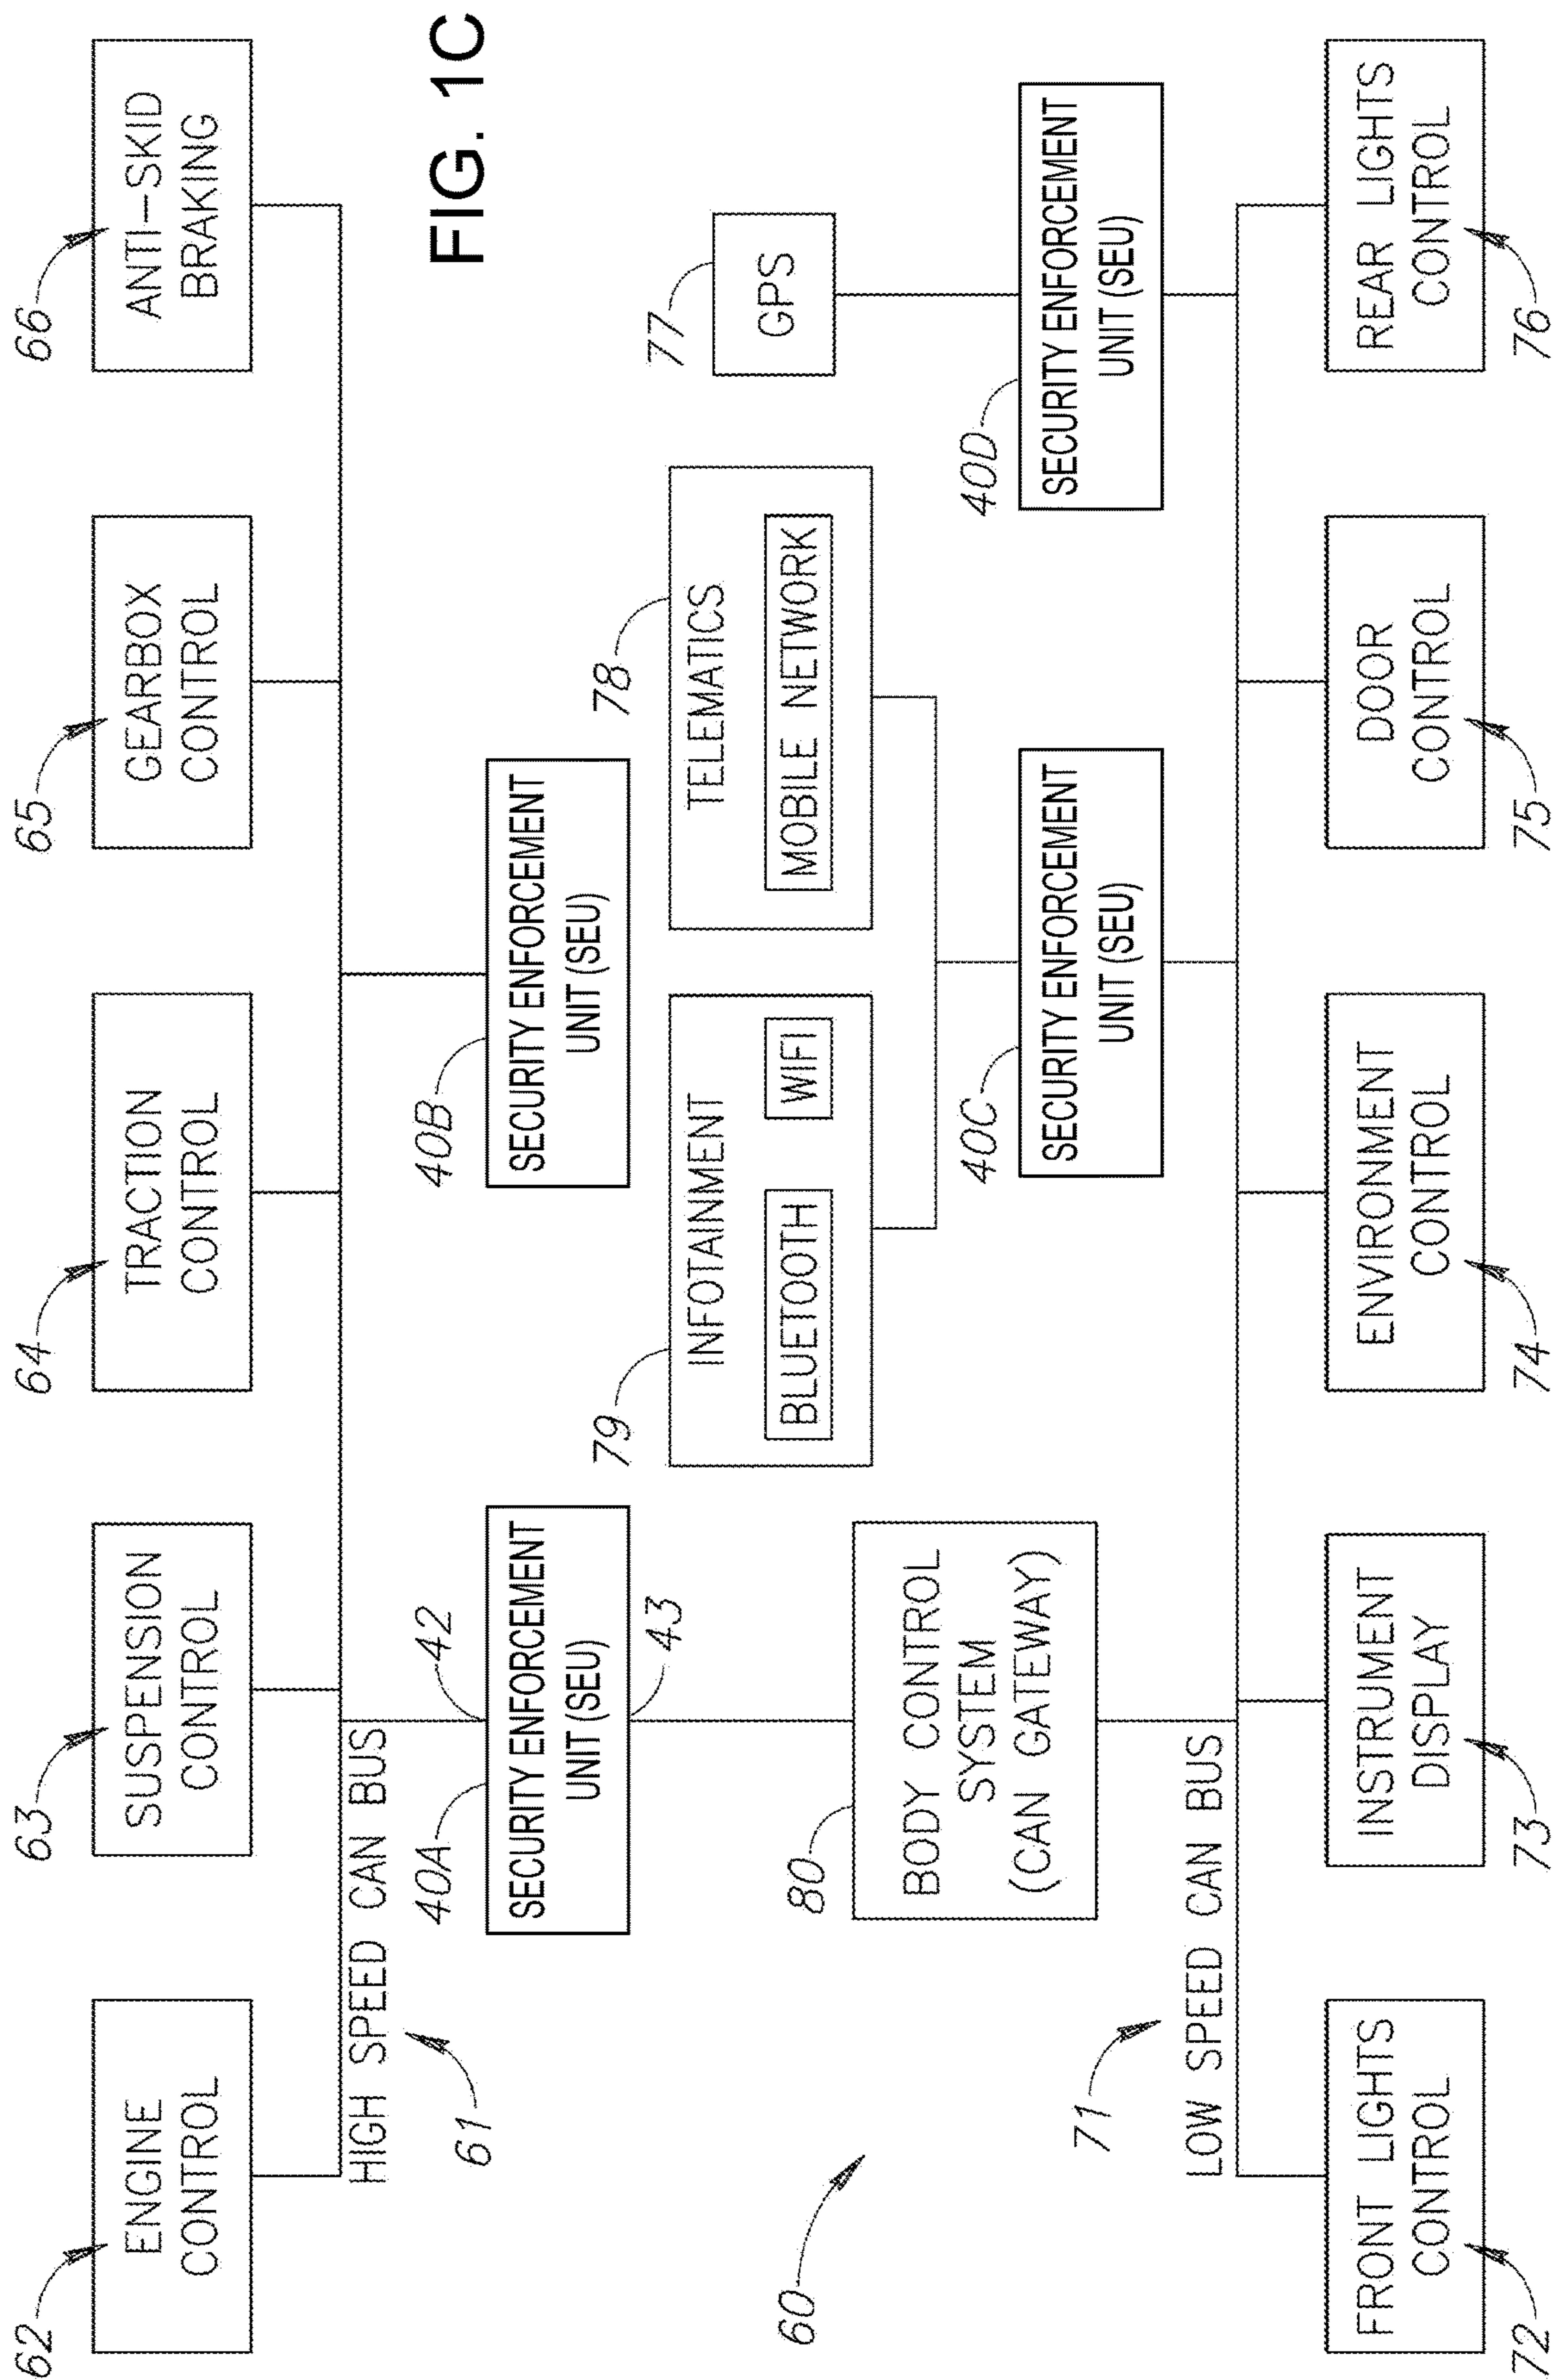 62
ENGINE
CONTROL
63
SUSPENSION
CONTROL
64
TRACTION
CONTROL
65
GEARBOX
CONTROL
66
ANTI-SKID
BRAKING
HIGH SPEED CAN BUS
61
42
40A
SECURITY ENFORCEMENT
UNIT (SEU)
43
40B
SECURITY ENFORCEMENT
UNIT (SEU)
FIG. 1C
60
80
BODY CONTROL
SYSTEM
(CAN GATEWAY)
79
INFOTAINMENT
BLUETOOTH
WIFI
78
TELEMATICS
MOBILE NETWORK
77
GPS
40C
SECURITY ENFORCEMENT
UNIT (SEU)
40D
SECURITY ENFORCEMENT
UNIT (SEU)
71
LOW SPEED CAN BUS
FRONT LIGHTS
CONTROL
72
INSTRUMENT
DISPLAY
73
ENVIRONMENT
CONTROL
74
DOOR
CONTROL
75
REAR LIGHTS
CONTROL
76